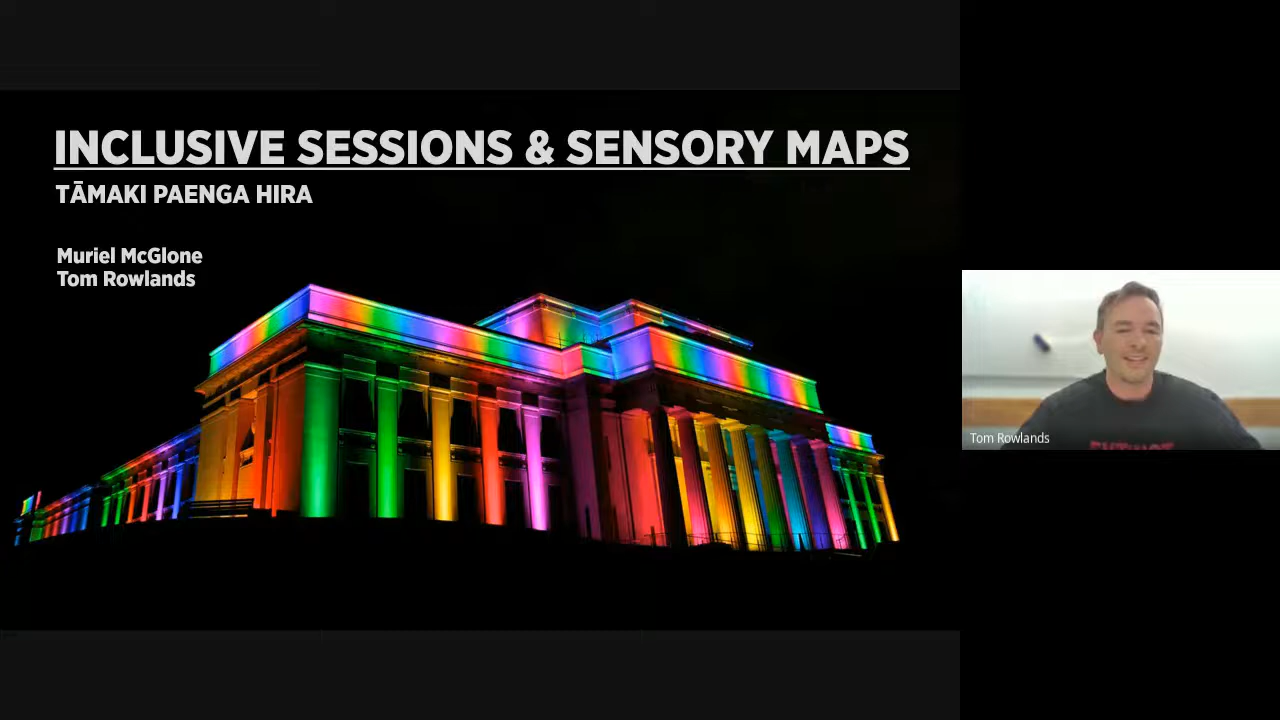 INCLUSIVE SESSIONS & SENSORY MAPS
TĀMAKI PAENGA HIRA
Muriel McGlone
Tom Rowlands
Tom Rowlands